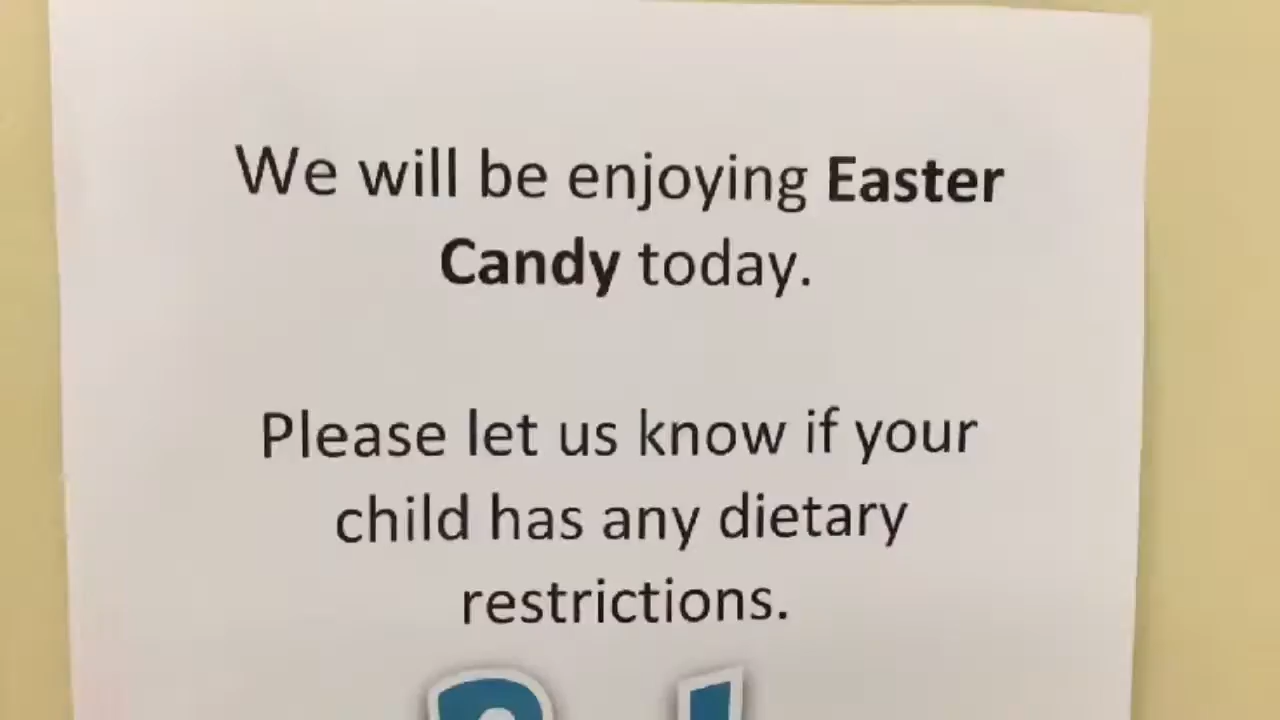 We will be enjoying Easter
Candy today.
Please let us know if your
child has any dietary
restrictions.